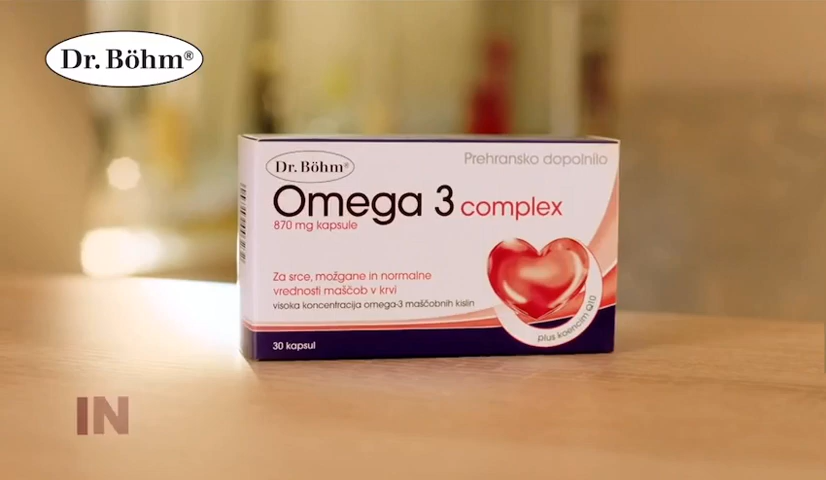 Dr. Böhm®
Dr. Böhm®
Prehransko dopolnilo
Omega 3 complex
870 mg kapsule
Za srce, možgane in normalne
vrednosti maščob v krvi
visoka koncentracija omega-3 maščobnih kislin
plus koencim Q10
30 kapsul
IN